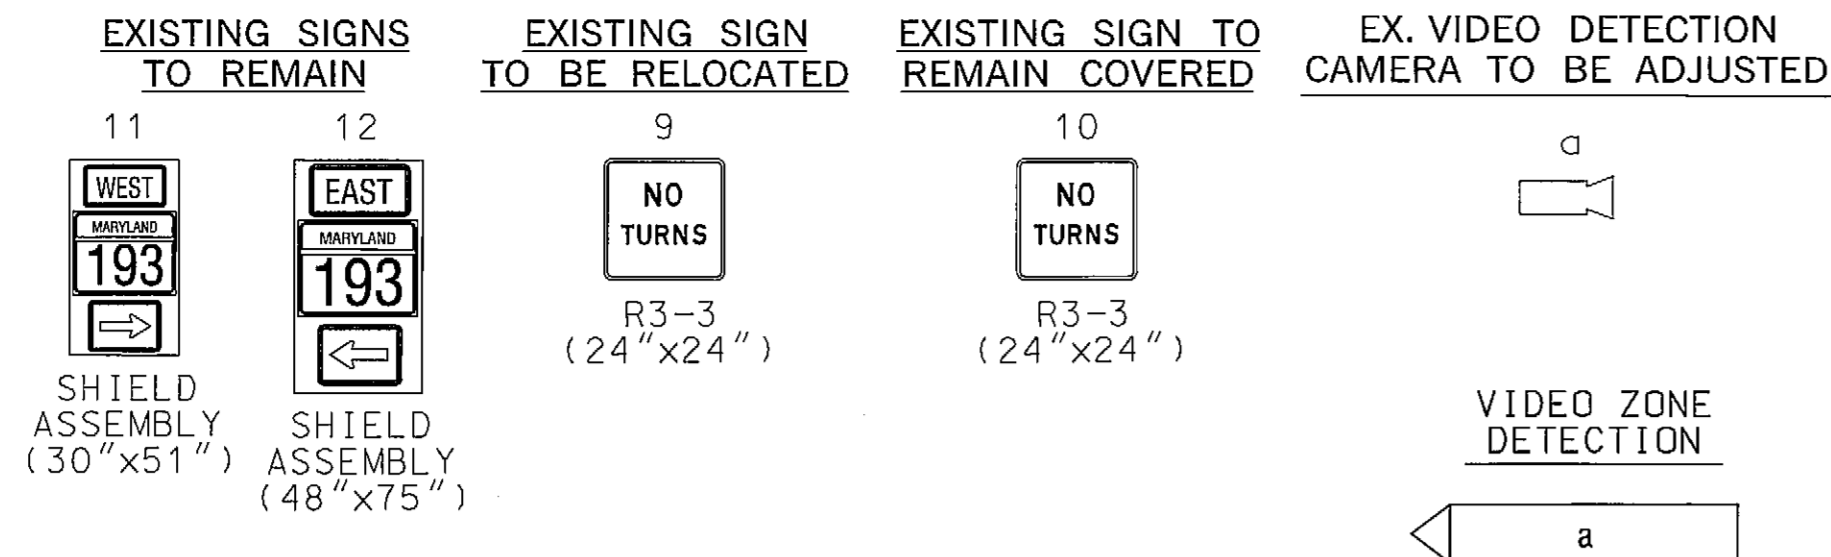 EXISTING SIGNS
TO REMAIN
11
WEST
MARYLAND
193
SHIELD
ASSEMBLY
(30"x51")
12
EAST
MARYLAND
193
SHIELD
ASSEMBLY
(48"x75")
EXISTING SIGN
TO BE RELOCATED
9
NO
TURNS
R3-3
(24"x24")
EXISTING SIGN TO
REMAIN COVERED
10
NO
TURNS
R3-3
(24"x24")
EX. VIDEO DETECTION
CAMERA TO BE ADJUSTED
a
VIDEO ZONE
DETECTION
a